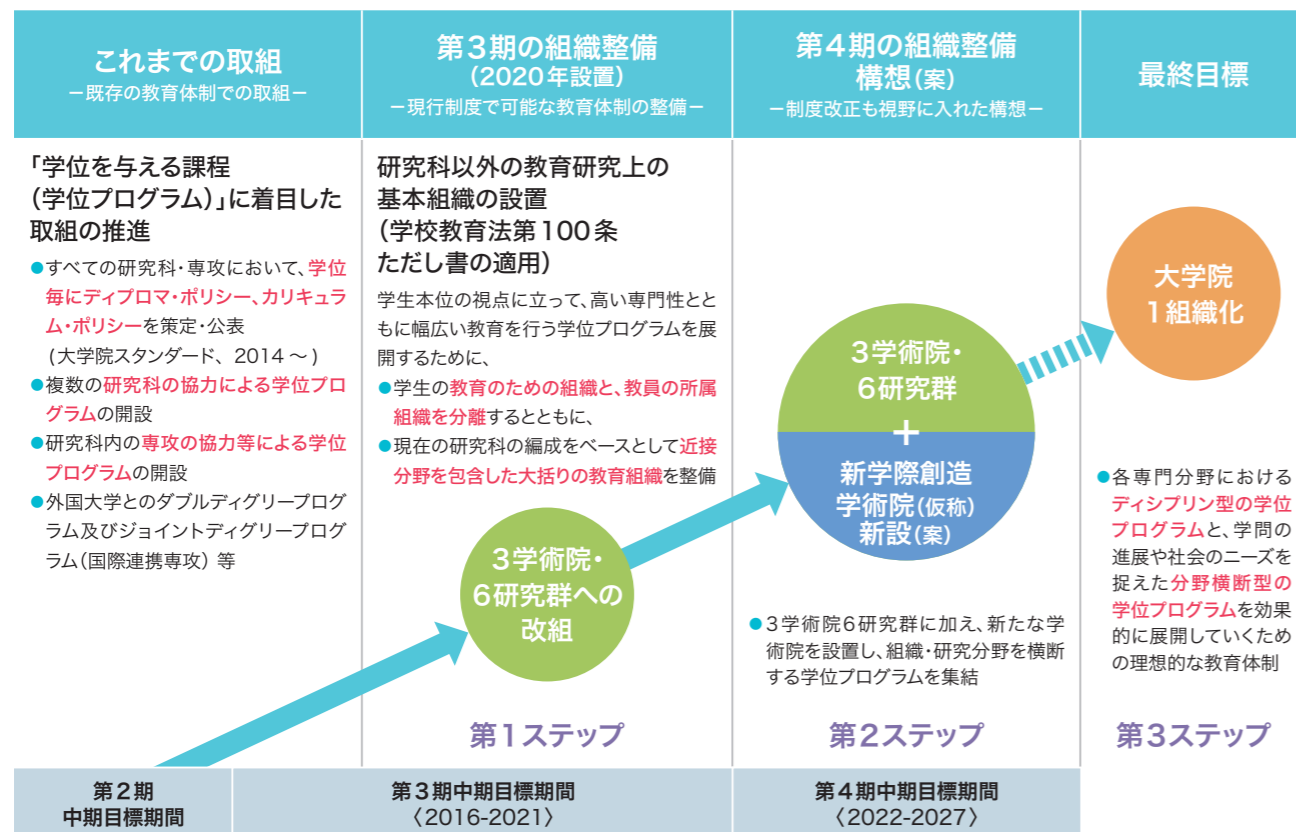 これまでの取組
－既存の教育体制での取組－
「学位を与える課程
（学位プログラム）」に着目した
取組の推進
●すべての研究科・専攻において、学位
毎にディプロマ・ポリシー、カリキュラ
ム・ポリシーを策定・公表
(大学院スタンダード、2014～)
●複数の研究科の協力による学位プロ
グラムの開設
●研究科内の専攻の協力等による学位
プログラムの開設
●外国大学とのダブルディグリープログ
ラム及びジョイントディグリープログ
ラム（国際連携専攻）等
第3期の組織整備
（2020年設置）
－現行制度で可能な教育体制の整備－
研究科以外の教育研究上の
基本組織の設置
（学校教育法第100条
ただし書の適用）
学生本位の視点に立って、高い専門性とと
もに幅広い教育を行う学位プログラムを展
開するために、
●学生の教育のための組織と、教員の所属
組織を分離するとともに、
●現在の研究科の編成をベースとして近接
分野を包含した大括りの教育組織を整備
3学術院・
6研究群への
改組
第1ステップ
第4期の組織整備
構想（案）
－制度改正も視野に入れた構想－
3学術院・
6研究群
＋
新学際創造
学術院（仮称）
新設（案）
●3学術院6研究群に加え、新たな学
術院を設置し、組織・研究分野を横断
する学位プログラムを集結
第2ステップ
最終目標
大学院
1組織化
●各専門分野における
ディシプリン型の学位
プログラムと、学問の
進展や社会のニーズを
捉えた分野横断型の
学位プログラムを効果
的に展開していくため
の理想的な教育体制
第3ステップ
第2期
中期目標期間
第3期中期目標期間
〈2016-2021〉
第4期中期目標期間
〈2022-2027〉